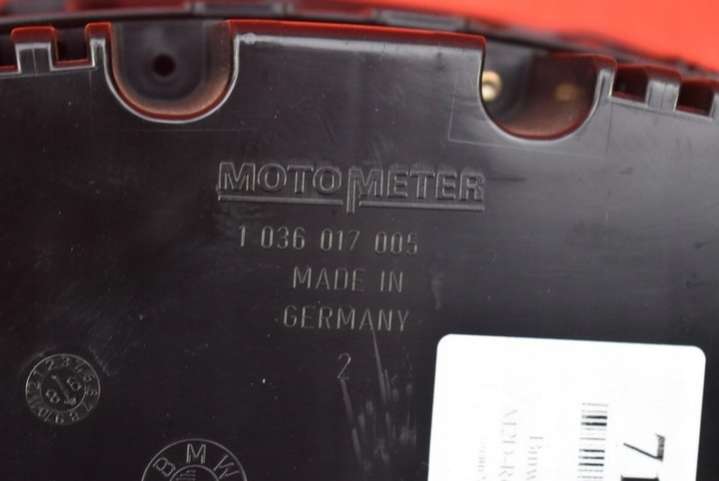 MOTOMETER
1 036 017 005
MADE IN
GERMANY
2
BMW